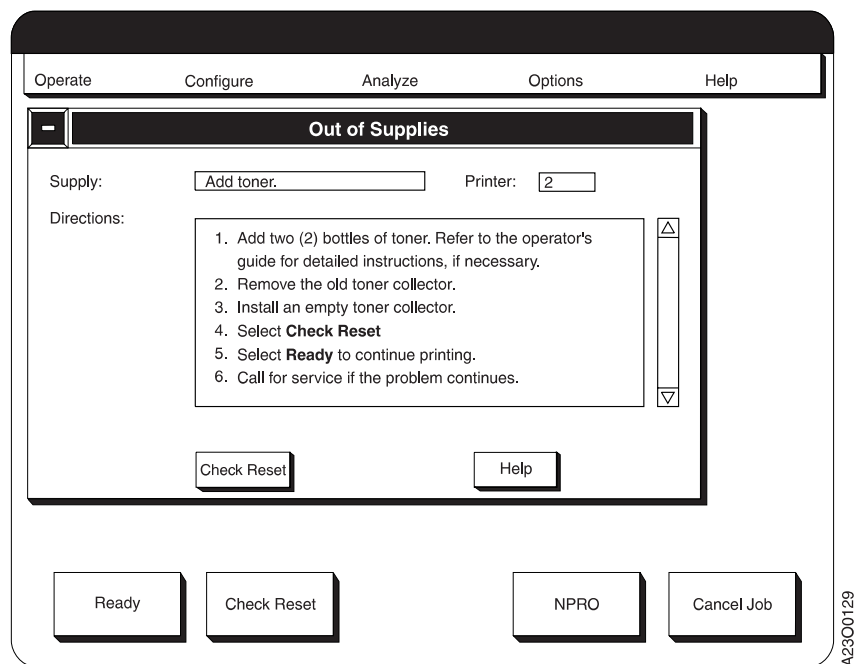 Operate Configure Analyze Options Help
Out of Supplies
Supply: Add toner. Printer: 2
Directions:
1. Add two (2) bottles of toner. Refer to the operator's
guide for detailed instructions, if necessary.
2. Remove the old toner collector.
3. Install an empty toner collector.
4. Select Check Reset
5. Select Ready to continue printing.
6. Call for service if the problem continues.
Check Reset Help
Ready Check Reset NPRO Cancel Job
A23O0129